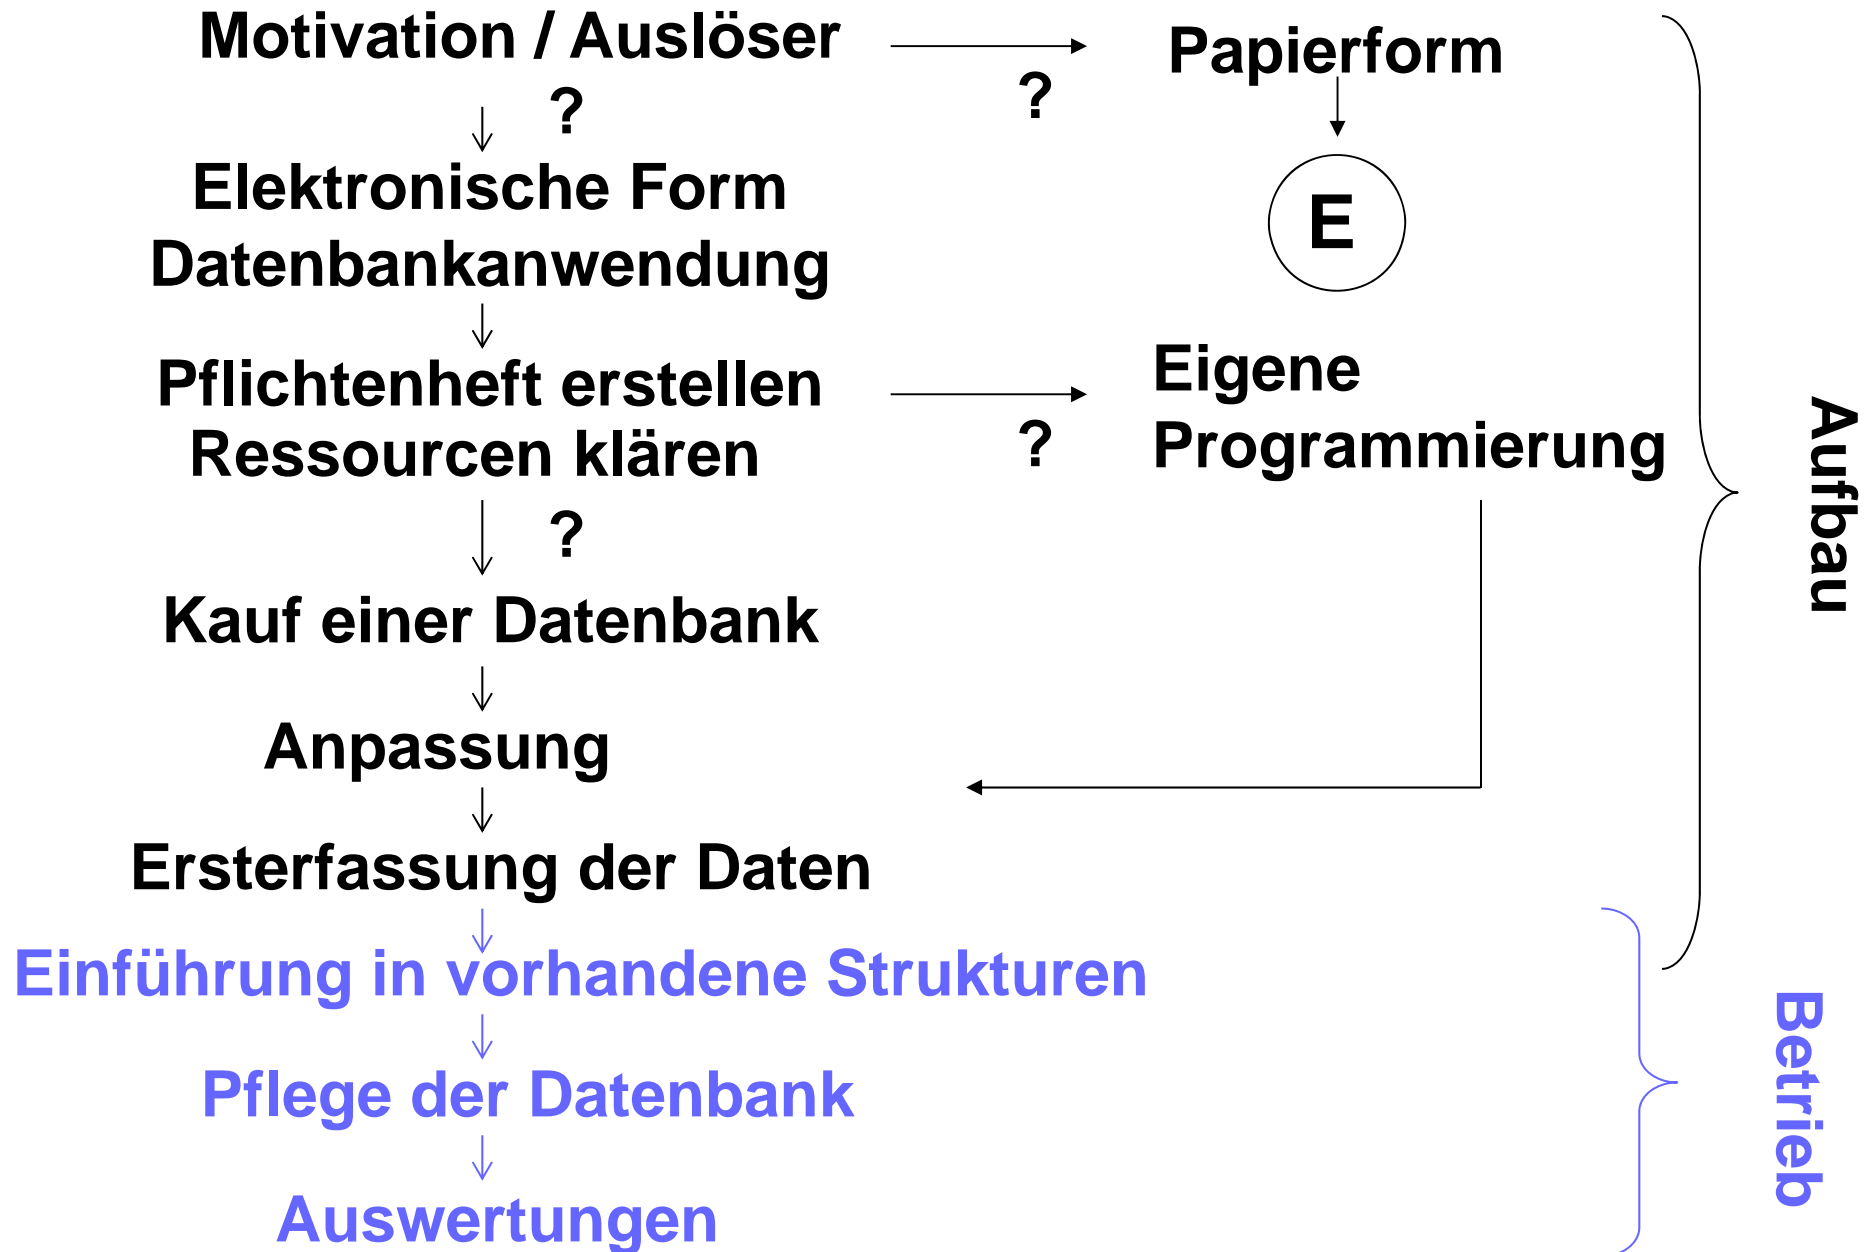 Motivation / Auslöser
?
Papierform
?
E
Elektronische Form
Datenbankanwendung
Pflichtenheft erstellen
Ressourcen klären
?
Eigene
Programmierung
?
Kauf einer Datenbank
Anpassung
Ersterfassung der Daten
Aufbau
Einführung in vorhandene Strukturen
Pflege der Datenbank
Auswertungen
Betrieb